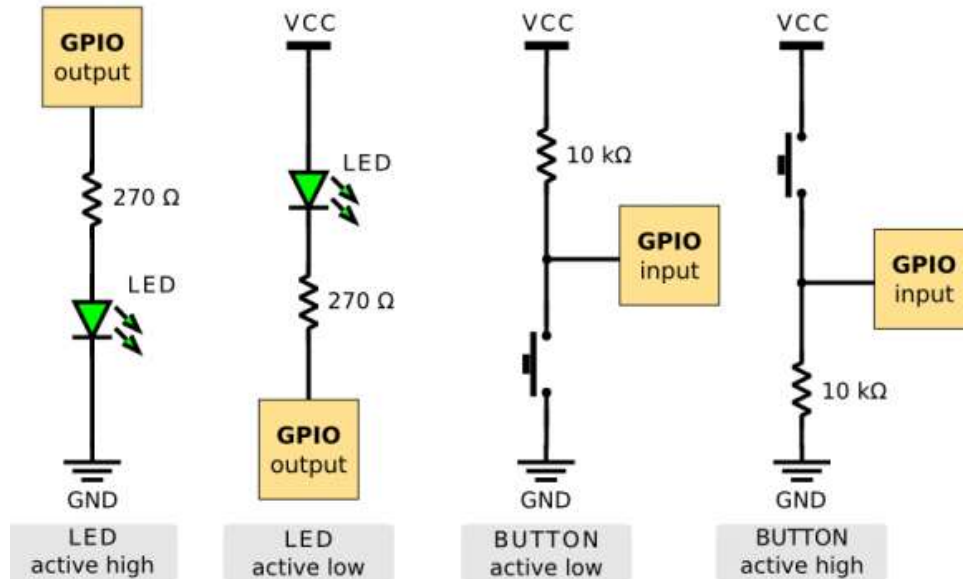 GPIO
output
270 Ω
LED
GND
LED
active high
VCC
LED
270 Ω
GPIO
output
LED
active low
VCC
10 kΩ
GPIO
input
GND
BUTTON
active low
VCC
GPIO
input
10 kΩ
GND
BUTTON
active high